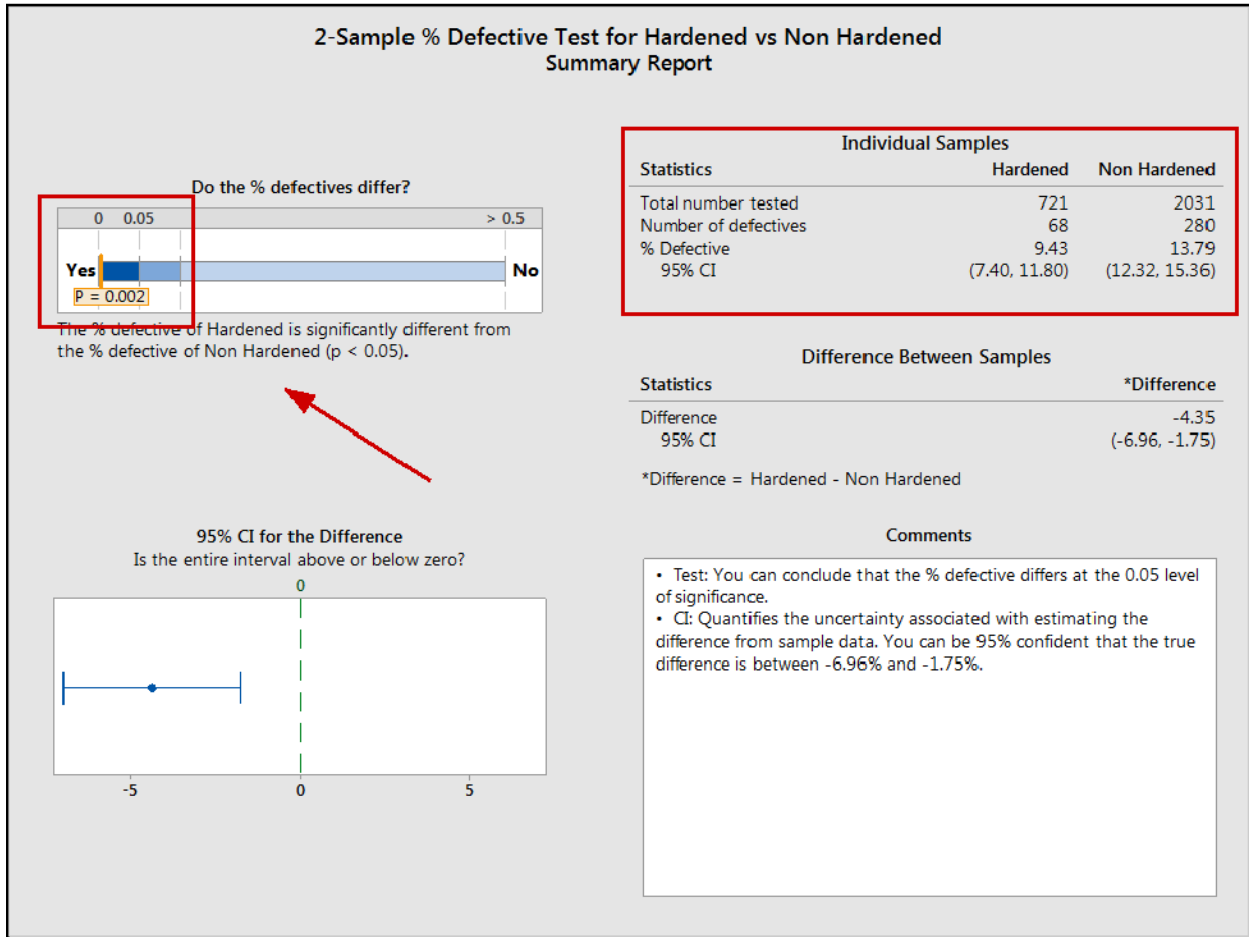 2-Sample % Defective Test for Hardened vs Non Hardened
Summary Report
Do the % defectives differ?
0 0.05 > 0.5
Yes No
P = 0.002
The % defective of Hardened is significantly different from
the % defective of Non Hardened (p < 0.05).
Individual Samples
Statistics Hardened Non Hardened
Total number tested 721 2031
Number of defectives 68 280
% Defective 9.43 13.79
95% CI (7.40, 11.80) (12.32, 15.36)
Difference Between Samples
Statistics *Difference
Difference -4.35
95% CI (-6.96, -1.75)
*Difference = Hardened - Non Hardened
95% CI for the Difference
Is the entire interval above or below zero?
0
-5 0 5
Comments
• Test: You can conclude that the % defective differs at the 0.05 level
of significance.
• CI: Quantifies the uncertainty associated with estimating the
difference from sample data. You can be 95% confident that the true
difference is between -6.96% and -1.75%.